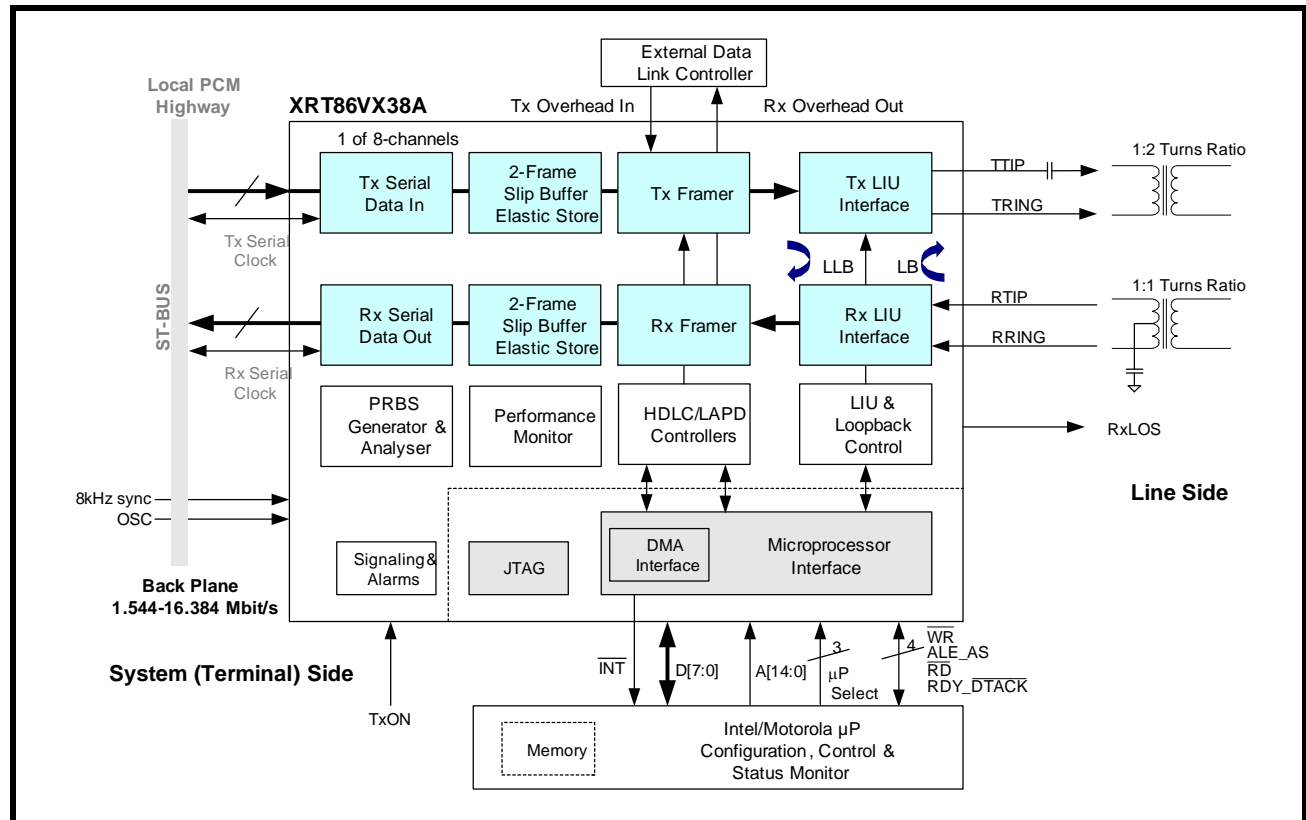 External Data
Link Controller
Local PCM
Highway
XRT86VX38A
Tx Overhead In
Rx Overhead Out
1 of 8-channels
Tx Serial
Data In
2-Frame
Slip Buffer
Elastic Store
Tx Framer
Tx LIU
Interface
TTIP
TRING
1:2 Turns Ratio
Tx Serial
Clock
LLB
LB
ST-BUS
Rx Serial
Data Out
2-Frame
Slip Buffer
Elastic Store
Rx Framer
Rx LIU
Interface
RTIP
RRING
1:1 Turns Ratio
Rx Serial
Clock
PRBS
Generator &
Analyser
Performance
Monitor
HDLC/LAPD
Controllers
LIU &
Loopback
Control
RxLOS
Line Side
8kHz sync
OSC
Signaling &
Alarms
JTAG
DMA
Interface
Microprocessor
Interface
Back Plane
1.544-16.384 Mbit/s
System (Terminal) Side
TxON
INT
D[7:0]
A[14:0]
3
µP
Select
4
WR
ALE_AS
RD
RDY_DTACK
Memory
Intel/Motorola µP
Configuration, Control &
Status Monitor